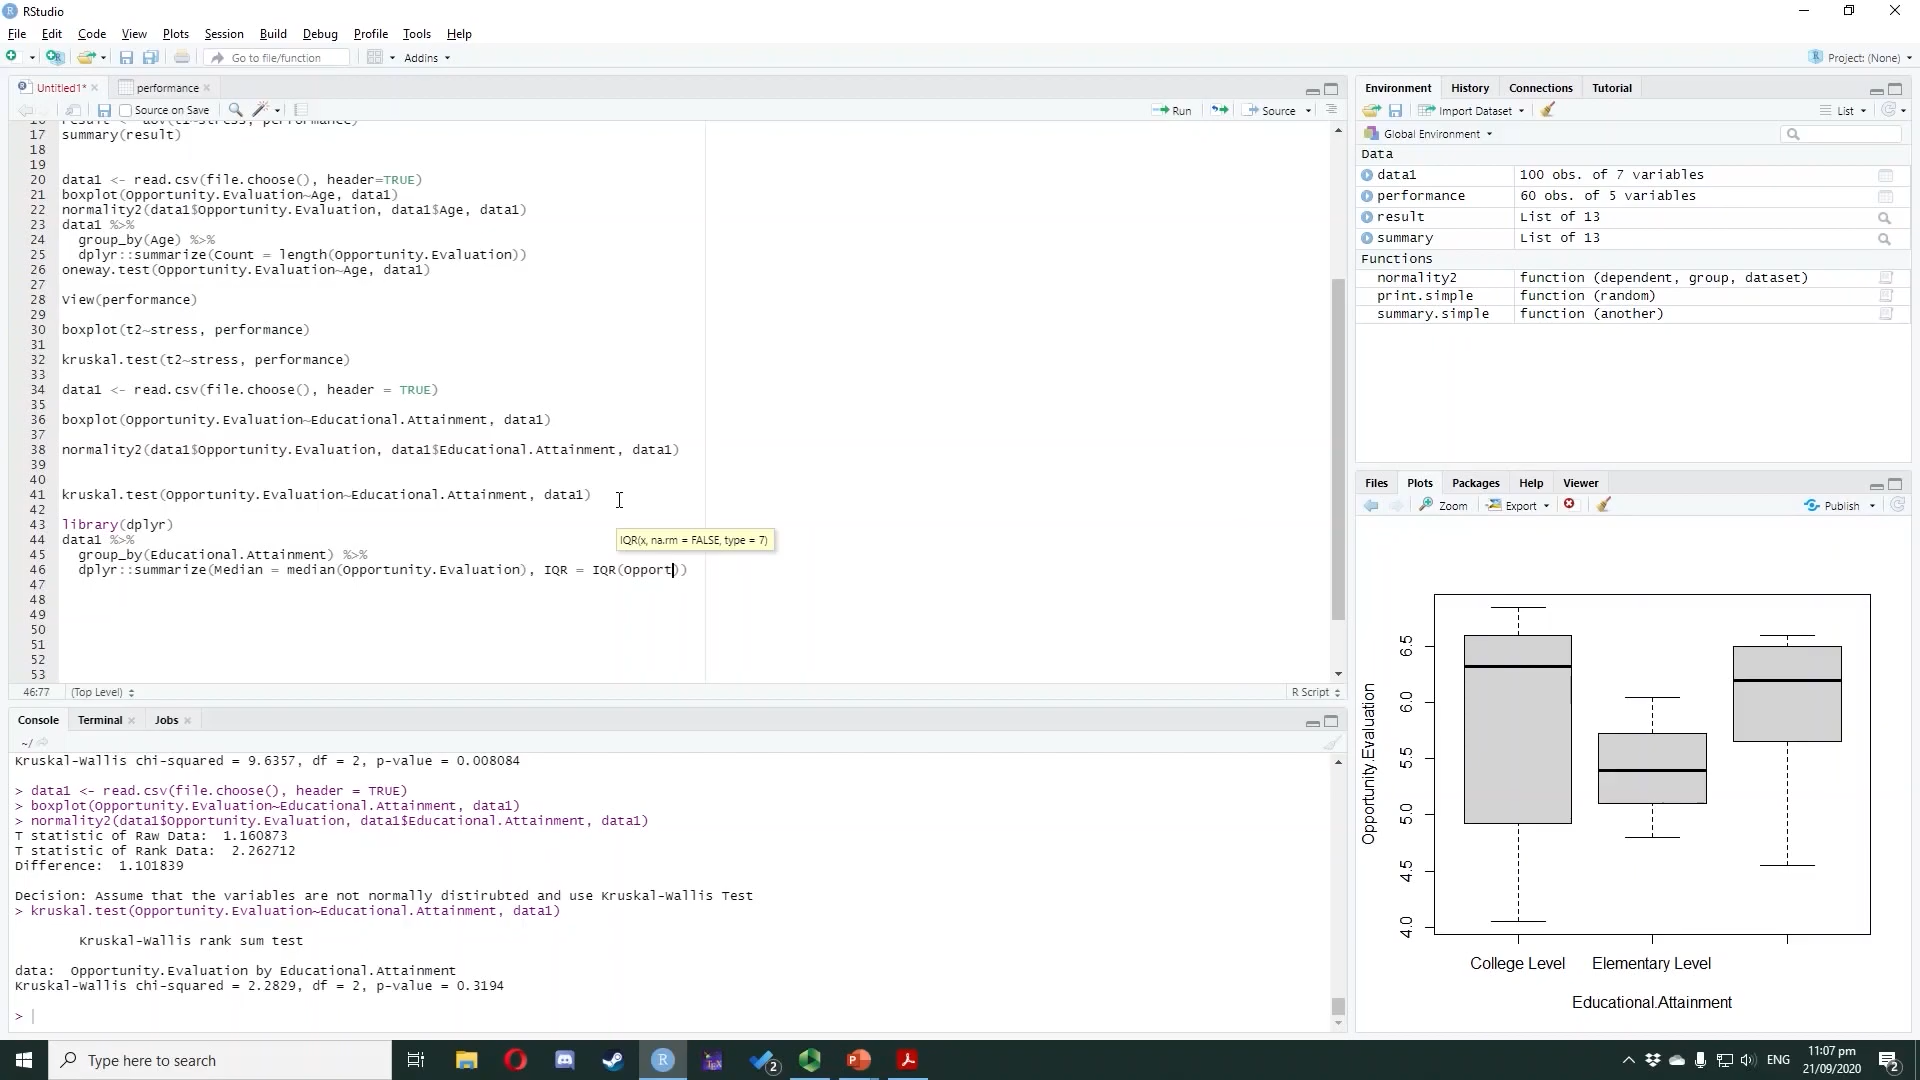 RStudio
File Edit Code View Plots Session Build Debug Profile Tools Help
Go to file/function Addins Project: (None)
Untitled1* performance
Source on Save Run Source
16 result <- aov(t1~stress, performance)
17 summary(result)
18
19
20 data1 <- read.csv(file.choose(), header=TRUE)
21 boxplot(Opportunity.Evaluation~Age, data1)
22 normality2(data1$Opportunity.Evaluation, data1$Age, data1)
23 data1 %>%
24 group_by(Age) %>%
25 dplyr::summarize(Count = length(Opportunity.Evaluation))
26 oneway.test(Opportunity.Evaluation~Age, data1)
27
28 View(performance)
29
30 boxplot(t2~stress, performance)
31
32 kruskal.test(t2~stress, performance)
33
34 data1 <- read.csv(file.choose(), header = TRUE)
35
36 boxplot(Opportunity.Evaluation~Educational.Attainment, data1)
37
38 normality2(data1$Opportunity.Evaluation, data1$Educational.Attainment, data1)
39
40
41 kruskal.test(Opportunity.Evaluation~Educational.Attainment, data1)
42
43 library(dplyr)
44 data1 %>%
IQR(x, na.rm = FALSE, type = 7)
45 group_by(Educational.Attainment) %>%
46 dplyr::summarize(Median = median(Opportunity.Evaluation), IQR = IQR(Opport))
47
48
49
50
51
52
53
46:77 (Top Level) R Script
Console Terminal Jobs
~/
Kruskal-Wallis chi-squared = 9.6357, df = 2, p-value = 0.008084
> data1 <- read.csv(file.choose(), header = TRUE)
> boxplot(Opportunity.Evaluation~Educational.Attainment, data1)
> normality2(data1$Opportunity.Evaluation, data1$Educational.Attainment, data1)
T statistic of Raw Data: 1.160873
T statistic of Rank Data: 2.262712
Difference: 1.101839
Decision: Assume that the variables are not normally distirubted and use Kruskal-Wallis Test
> kruskal.test(Opportunity.Evaluation~Educational.Attainment, data1)
Kruskal-Wallis rank sum test
data: Opportunity.Evaluation by Educational.Attainment
Kruskal-Wallis chi-squared = 2.2829, df = 2, p-value = 0.3194
>
Environment History Connections Tutorial
Import Dataset List
Global Environment
Data
data1 100 obs. of 7 variables
performance 60 obs. of 5 variables
result List of 13
summary List of 13
Functions
normality2 function (dependent, group, dataset)
print.simple function (random)
summary.simple function (another)
Files Plots Packages Help Viewer
Zoom Export Publish
Opportunity.Evaluation
6.5
6.0
5.5
5.0
4.5
4.0
College Level Elementary Level
Educational.Attainment
Type here to search
2
ENG
11:07 pm
21/09/2020
2